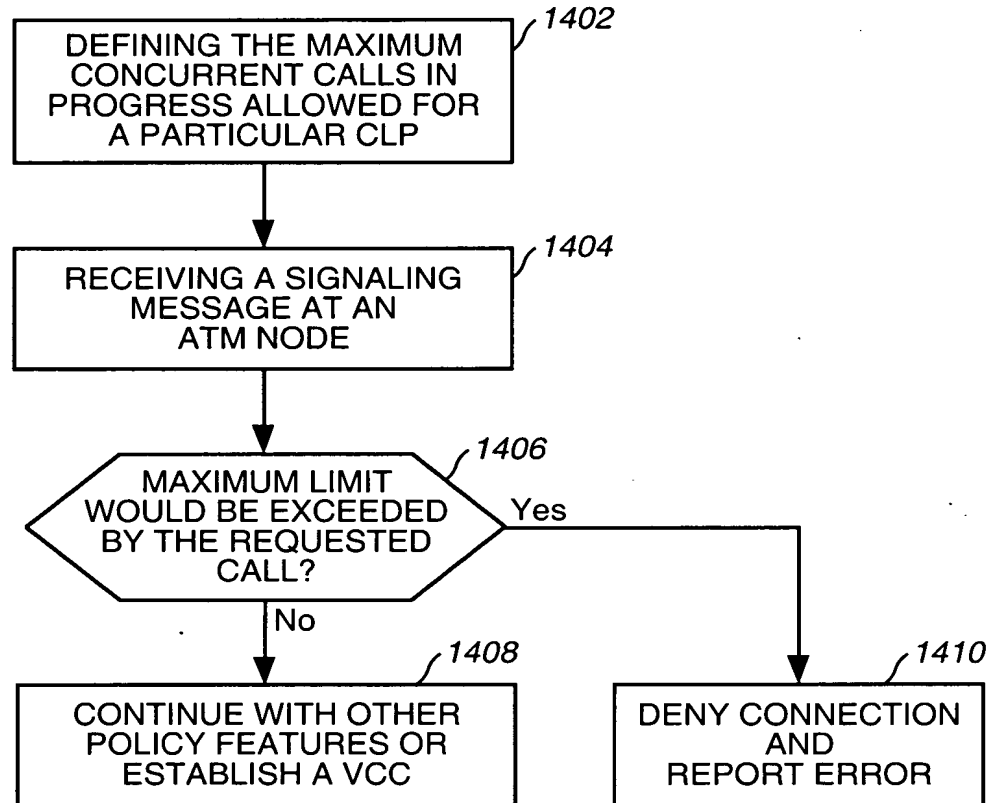 1402
DEFINING THE MAXIMUM
CONCURRENT CALLS IN
PROGRESS ALLOWED FOR
A PARTICULAR CLP
1404
RECEIVING A SIGNALING
MESSAGE AT AN
ATM NODE
1406
MAXIMUM LIMIT
WOULD BE EXCEEDED
BY THE REQUESTED
CALL?
Yes
No
1408
CONTINUE WITH OTHER
POLICY FEATURES OR
ESTABLISH A VCC
1410
DENY CONNECTION
AND
REPORT ERROR